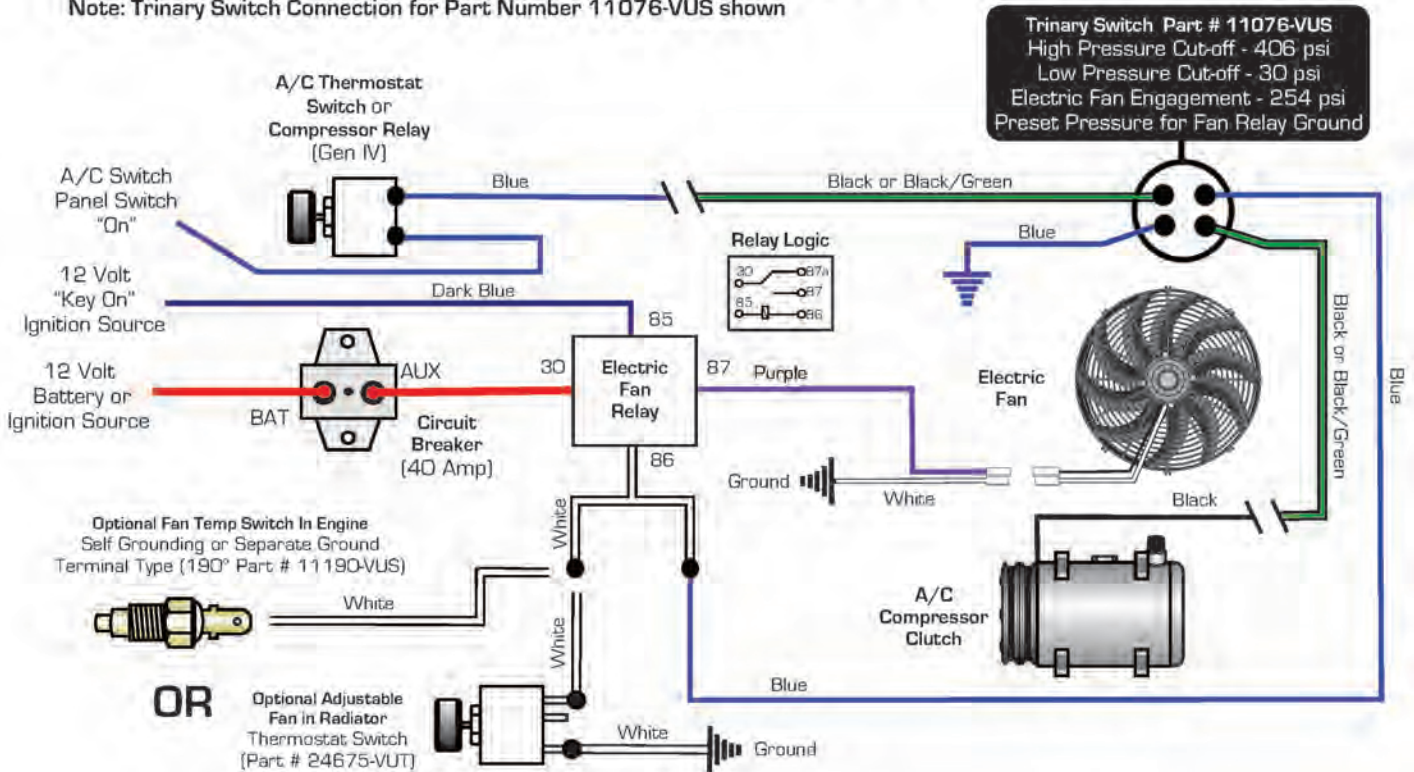 Note: Trinary Switch Connection for Part Number 11076-VUS shown
Trinary Switch Part # 11076-VUS
High Pressure Cut-off - 406 psi
Low Pressure Cut-off - 30 psi
Electric Fan Engagement - 254 psi
Preset Pressure for Fan Relay Ground
A/C Thermostat
Switch or
Compressor Relay
(Gen IV)
A/C Switch
Panel Switch
"On"
Blue
Black or Black/Green
Blue
Relay Logic
30
87a
87
85
86
12 Volt
"Key On"
Ignition Source
Dark Blue
85
12 Volt
Battery or
Ignition Source
BAT
AUX
Circuit
Breaker
(40 Amp)
30
Electric
Fan
Relay
87
Purple
86
Electric
Fan
Black or Black/Green
Blue
Ground
White
Black
Optional Fan Temp Switch In Engine
Self Grounding or Separate Ground
Terminal Type (190° Part # 11190-VUS)
White
White
White
A/C
Compressor
Clutch
Blue
OR
Optional Adjustable
Fan in Radiator
Thermostat Switch
(Part # 24675-VUT)
White
Ground